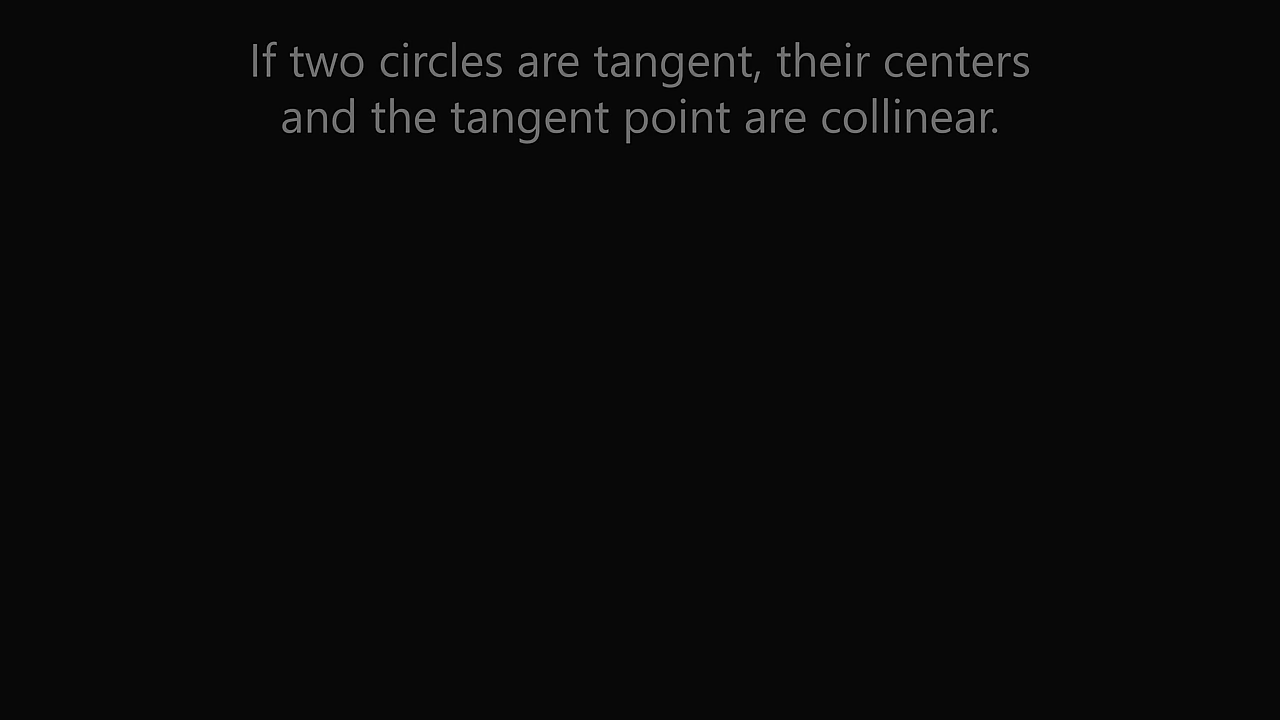 If two circles are tangent, their centers
and the tangent point are collinear.